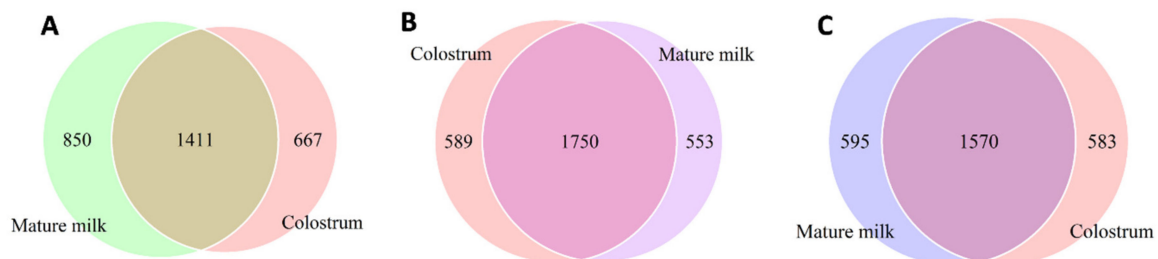 A
850
1411
667
Mature milk
Colostrum
B
Colostrum
Mature milk
589
1750
553
C
595
1570
583
Mature milk
Colostrum